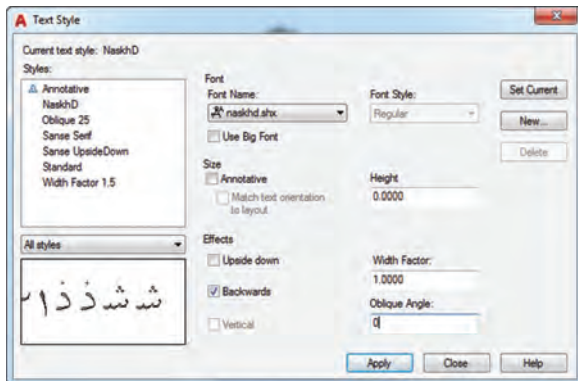 Text Style
Current text style: NaskhD
Styles:
Annotative
NaskhD
Oblique 25
Sanse Serif
Sanse UpsideDown
Standard
Width Factor 1.5
All styles
Font
Font Name:
naskhd.shx
Use Big Font
Font Style:
Regular
Size
Annotative
Match text orientation
to layout
Height
0.0000
Effects
Upside down
Backwards
Vertical
Width Factor:
1.0000
Oblique Angle:
0
Set Current
New...
Delete
Apply
Close
Help